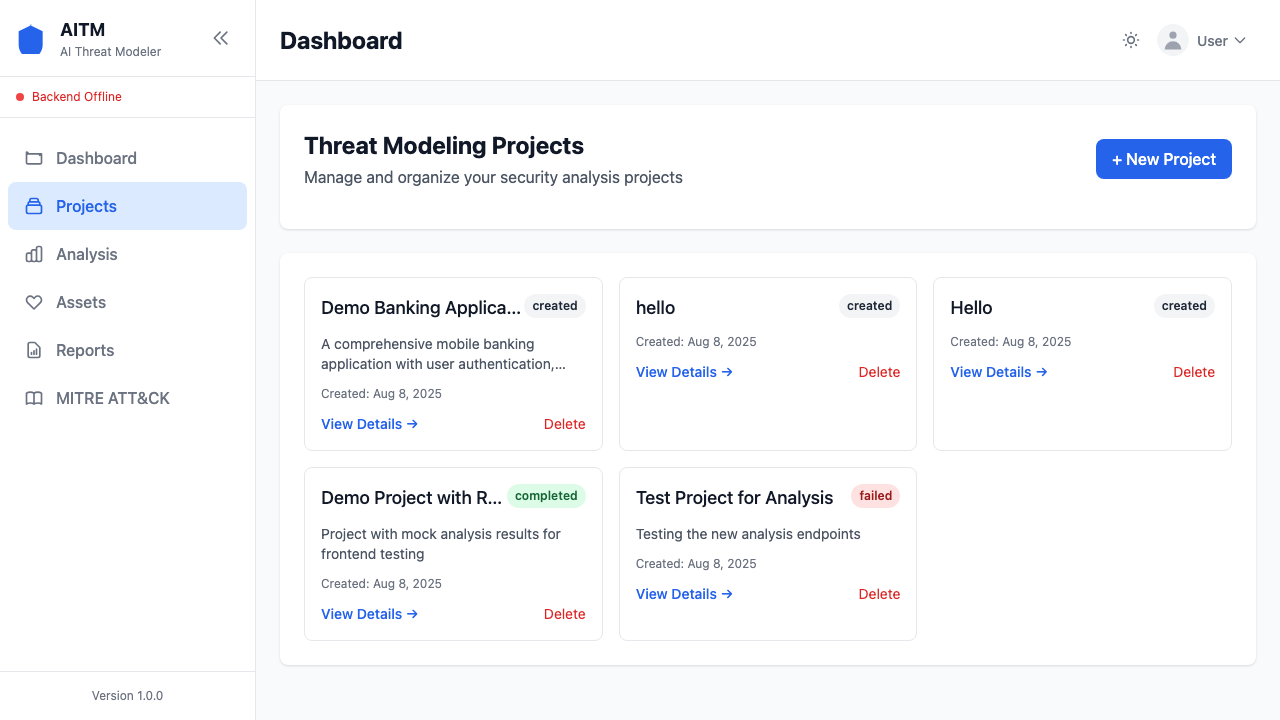 AITM
AI Threat Modeler
Backend Offline
Dashboard
Projects
Analysis
Assets
Reports
MITRE ATT&CK
Version 1.0.0
Dashboard
User
Threat Modeling Projects
Manage and organize your security analysis projects
+ New Project
Demo Banking Applica... created
A comprehensive mobile banking
application with user authentication,...
Created: Aug 8, 2025
View Details → Delete
hello created
Created: Aug 8, 2025
View Details → Delete
Hello created
Created: Aug 8, 2025
View Details → Delete
Demo Project with R... completed
Project with mock analysis results for
frontend testing
Created: Aug 8, 2025
View Details → Delete
Test Project for Analysis failed
Testing the new analysis endpoints
Created: Aug 8, 2025
View Details → Delete